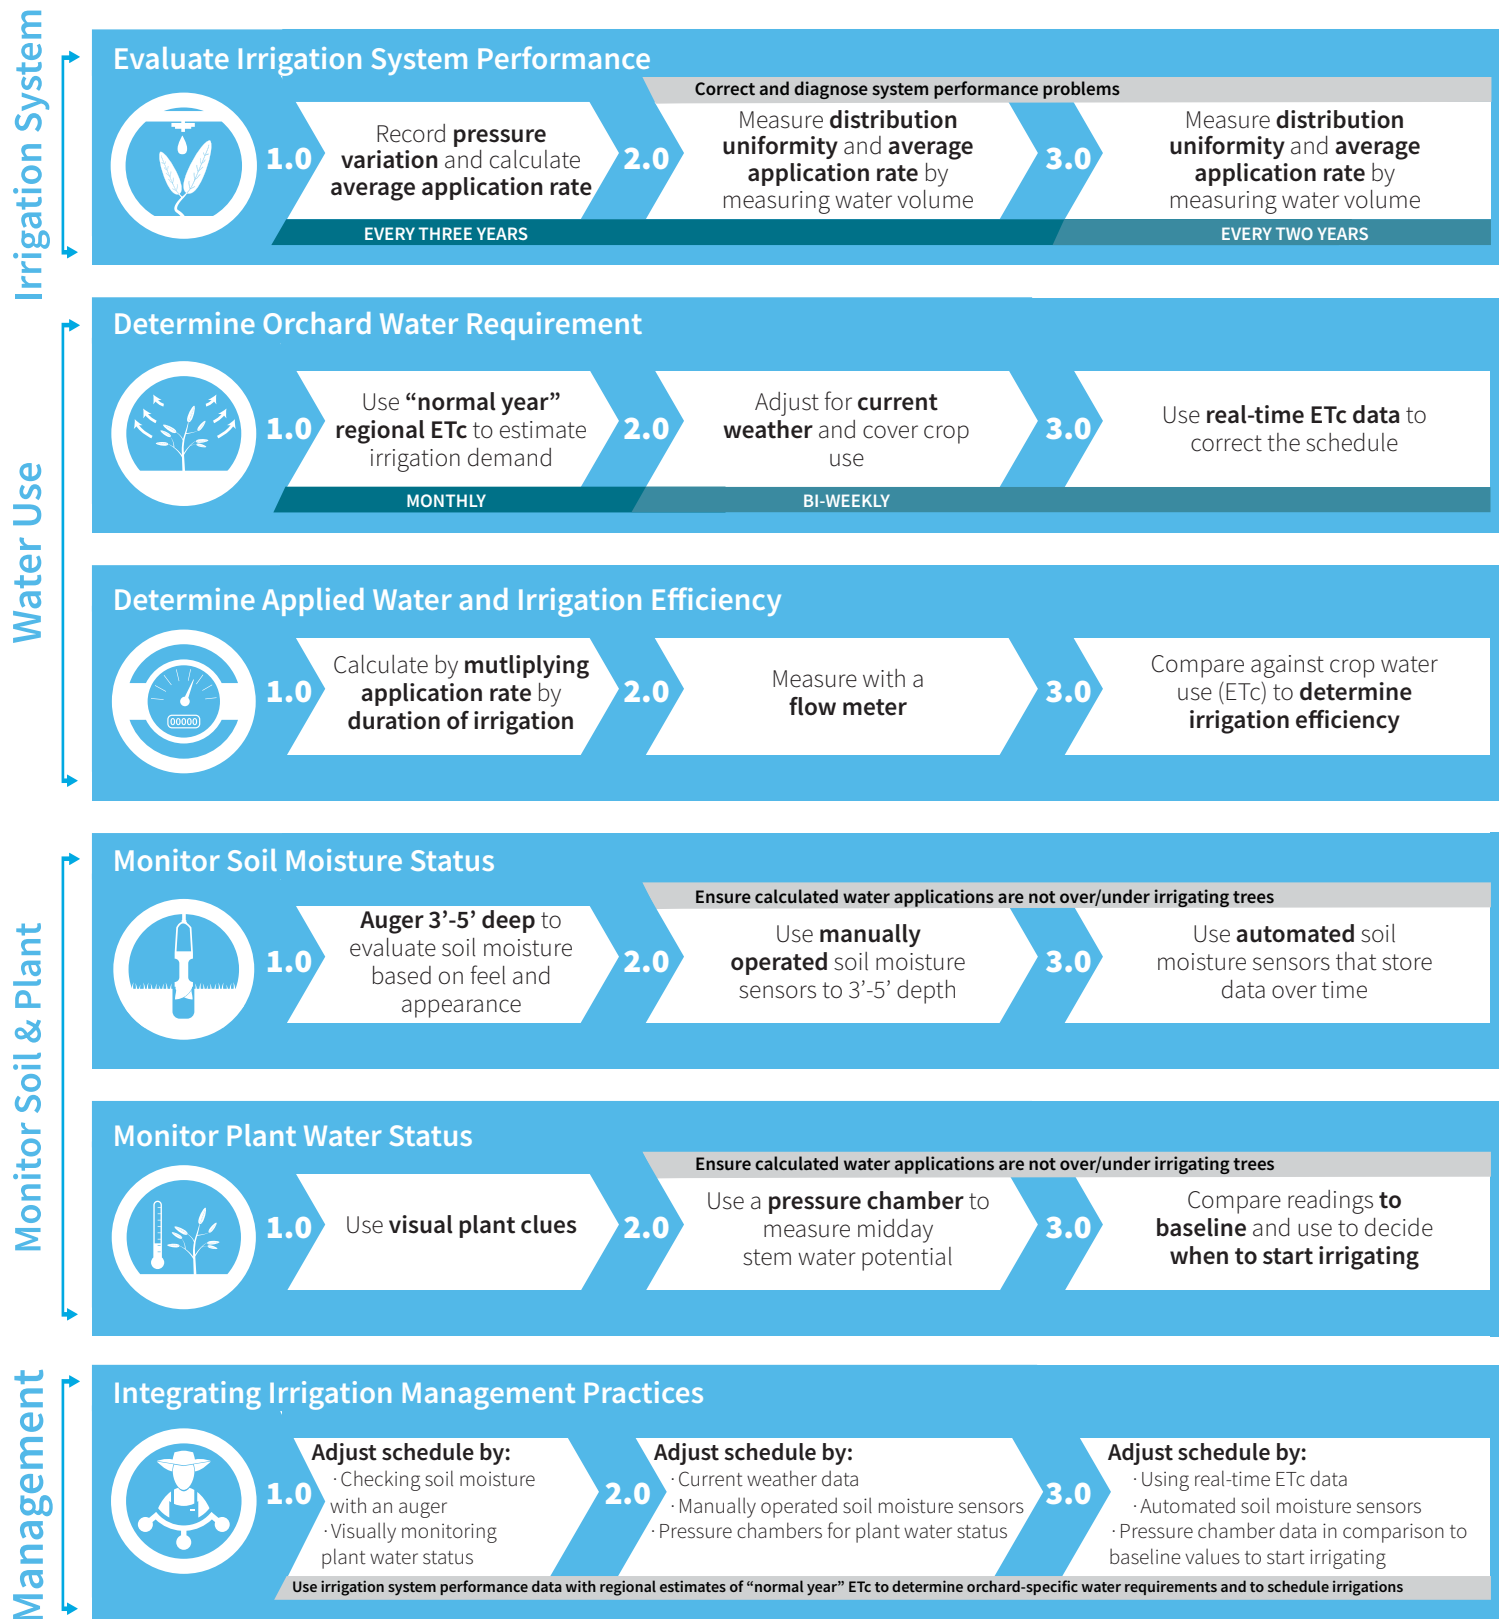 Irrigation System
Evaluate Irrigation System Performance
Correct and diagnose system performance problems
1.0
Record pressure
variation and calculate
average application rate
2.0
Measure distribution
uniformity and average
application rate by
measuring water volume
3.0
Measure distribution
uniformity and average
application rate by
measuring water volume
EVERY THREE YEARS
EVERY TWO YEARS
Water Use
Determine Orchard Water Requirement
1.0
Use “normal year”
regional ETc to estimate
irrigation demand
2.0
Adjust for current
weather and cover crop
use
3.0
Use real-time ETc data to
correct the schedule
MONTHLY
BI-WEEKLY
Determine Applied Water and Irrigation Efficiency
00000
1.0
Calculate by mutliplying
application rate by
duration of irrigation
2.0
Measure with a
flow meter
3.0
Compare against crop water
use (ETc) to determine
irrigation efficiency
Monitor Soil & Plant
Monitor Soil Moisture Status
Ensure calculated water applications are not over/under irrigating trees
1.0
Auger 3’-5’ deep to
evaluate soil moisture
based on feel and
appearance
2.0
Use manually
operated soil moisture
sensors to 3’-5’ depth
3.0
Use automated soil
moisture sensors that store
data over time
Monitor Plant Water Status
Ensure calculated water applications are not over/under irrigating trees
1.0
Use visual plant clues
2.0
Use a pressure chamber to
measure midday
stem water potential
3.0
Compare readings to
baseline and use to decide
when to start irrigating
Management
Integrating Irrigation Management Practices
1.0
Adjust schedule by:
· Checking soil moisture
with an auger
· Visually monitoring
plant water status
2.0
Adjust schedule by:
· Current weather data
· Manually operated soil moisture sensors
· Pressure chambers for plant water status
3.0
Adjust schedule by:
· Using real-time ETc data
· Automated soil moisture sensors
· Pressure chamber data in comparison to
baseline values to start irrigating
Use irrigation system performance data with regional estimates of “normal year” ETc to determine orchard-specific water requirements and to schedule irrigations